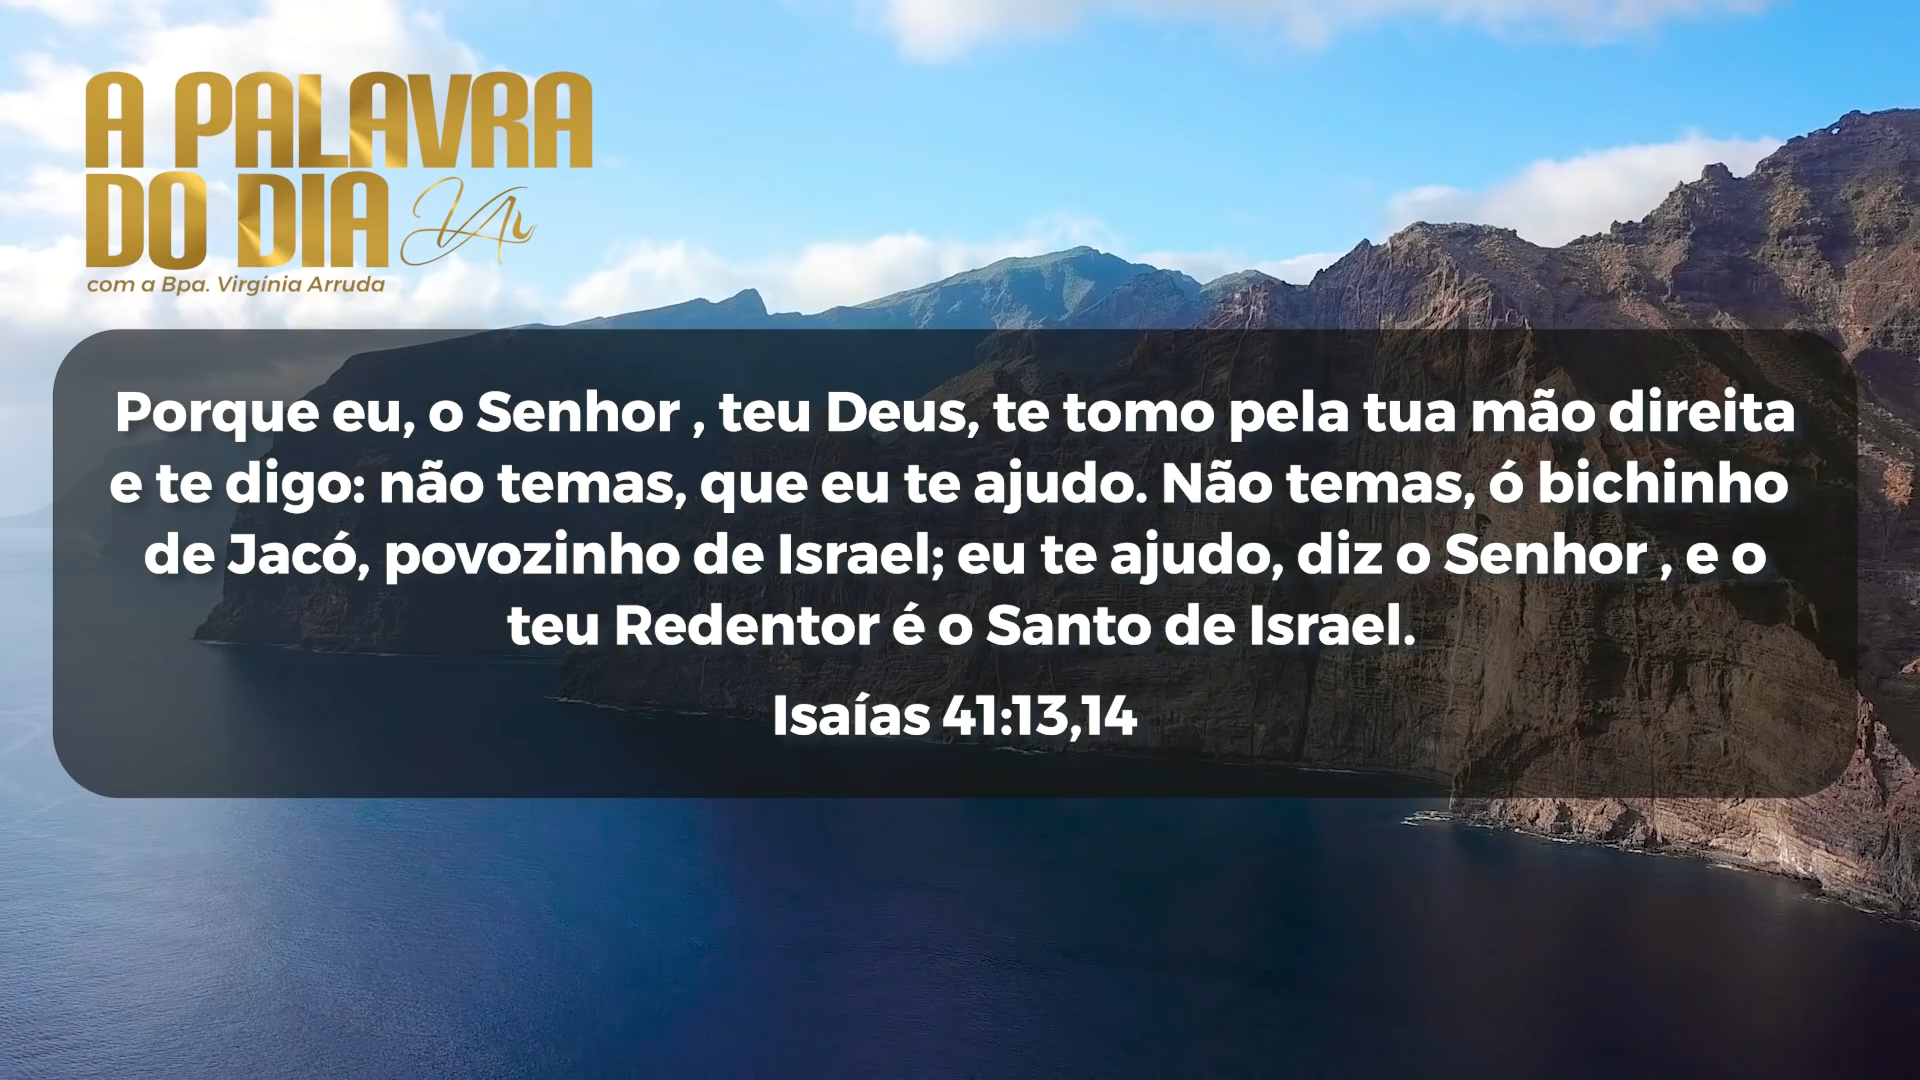 A PALAVRA
DO DIA
com a Bpa. Virgínia Arruda
Porque eu, o Senhor , teu Deus, te tomo pela tua mão direita
e te digo: não temas, que eu te ajudo. Não temas, ó bichinho
de Jacó, povozinho de Israel; eu te ajudo, diz o Senhor , e o
teu Redentor é o Santo de Israel.
Isaías 41:13,14